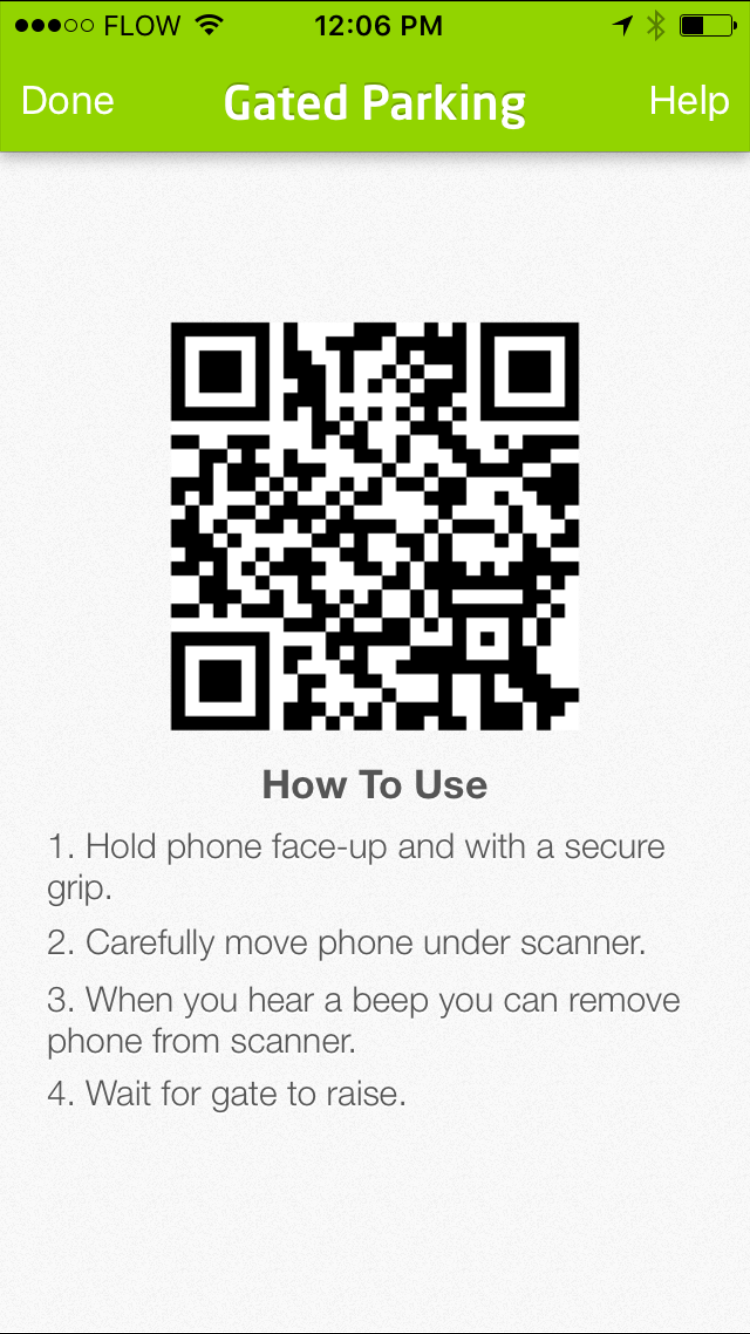 FLOW 12:06 PM
Done Gated Parking Help
How To Use
1. Hold phone face-up and with a secure
grip.
2. Carefully move phone under scanner.
3. When you hear a beep you can remove
phone from scanner.
4. Wait for gate to raise.